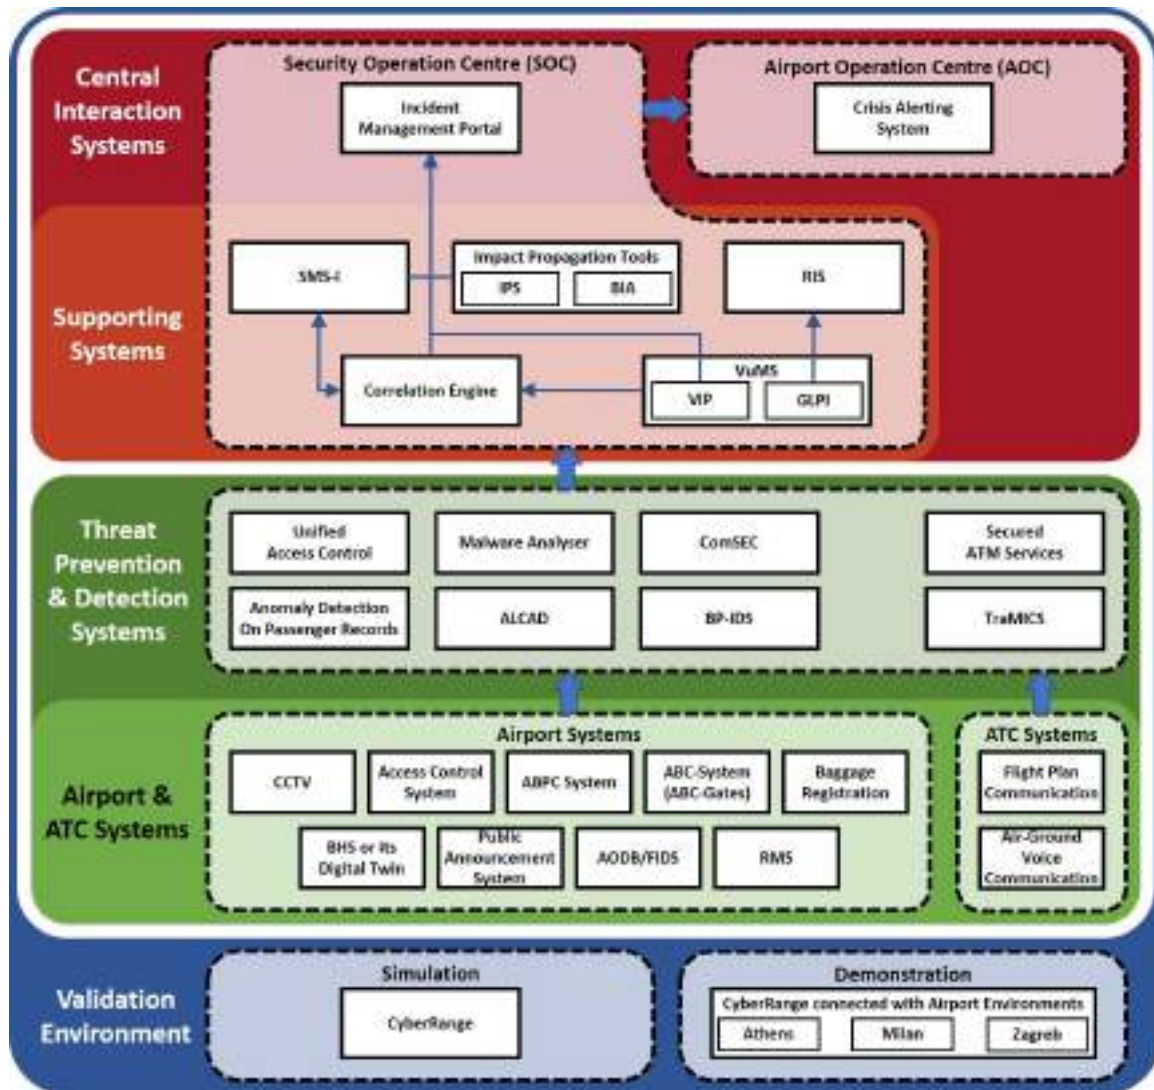 Central
Interaction
Systems
Security Operation Centre (SOC)
Incident
Management Portal
Airport Operation Centre (AOC)
Crisis Alerting
System
Supporting
Systems
SMS-I
Impact Propagation Tools
IPS
BIA
RIS
Correlation Engine
VuMS
VIP
GLPI
Threat
Prevention
& Detection
Systems
Unified
Access Control
Malware Analyser
ComSEC
Secured
ATM Services
Anomaly Detection
On Passenger Records
ALCAD
BP-IDS
TraMICS
Airport &
ATC Systems
Airport Systems
CCTV
Access Control
System
ABPC System
ABC-System
(ABC-Gates)
Baggage
Registration
BHS or its
Digital Twin
Public
Announcement
System
AODB/FIDS
RMS
ATC Systems
Flight Plan
Communication
Air-Ground
Voice
Communication
Validation
Environment
Simulation
CyberRange
Demonstration
CyberRange connected with Airport Environments
Athens
Milan
Zagreb